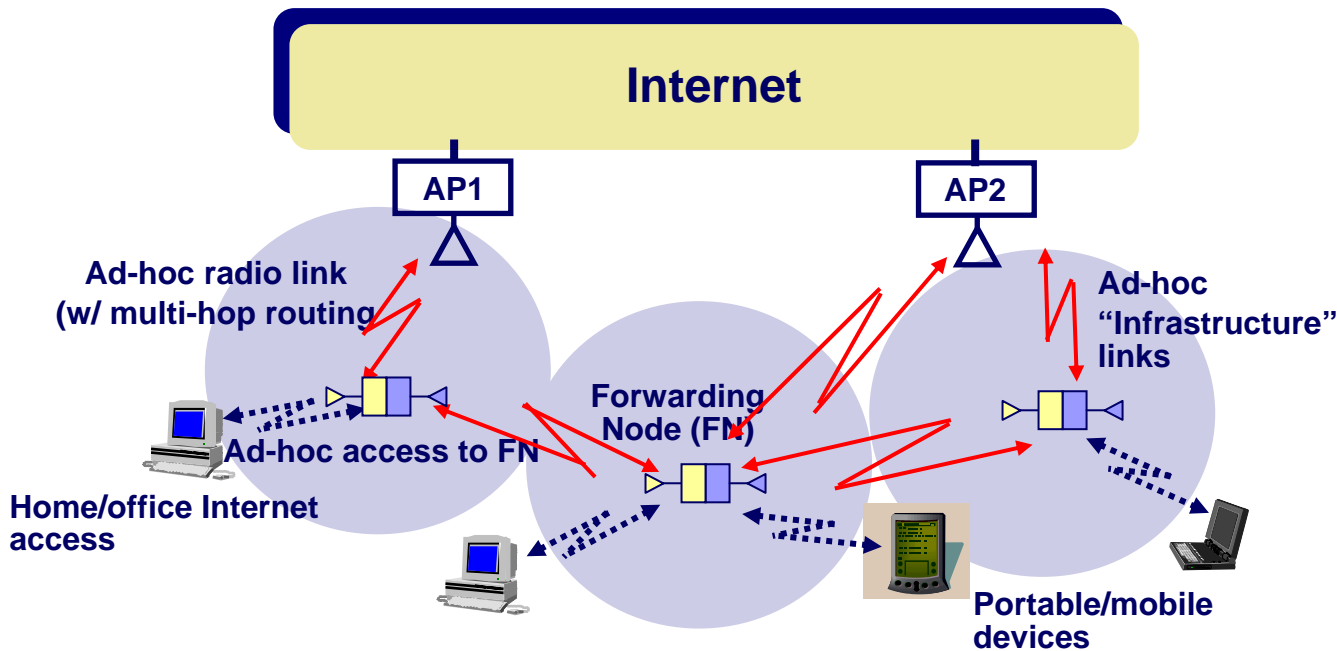 Internet
AP1
AP2
Ad-hoc radio link
(w/ multi-hop routing
Ad-hoc
“Infrastructure”
links
Forwarding
Node (FN)
Ad-hoc access to FN
Home/office Internet
access
Portable/mobile
devices